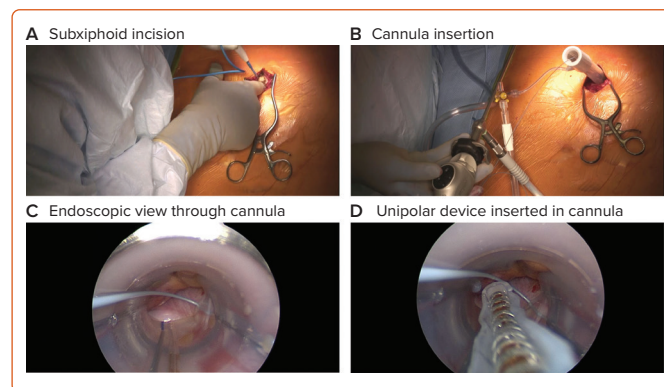 A Subxiphoid incision
B Cannula insertion
C Endoscopic view through cannula
D Unipolar device inserted in cannula